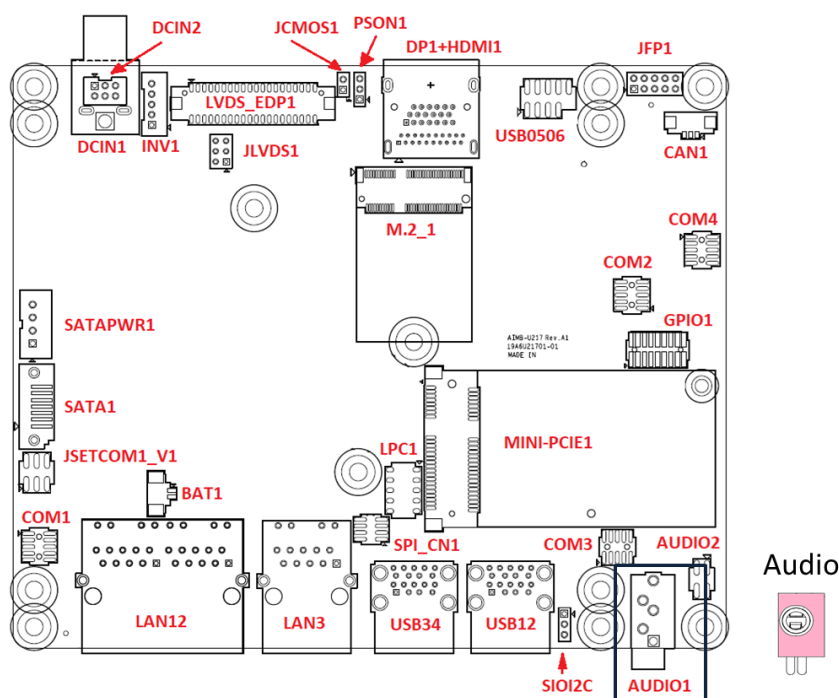 DCIN2
JCMOS1
PSON1
DP1+HDMI1
JFP1
LVDS_EDP1
USB0506
DCIN1
INV1
JLVDS1
CAN1
M.2_1
COM4
COM2
SATAPWR1
GPIO1
AIMB-U217 Rev.A1
19A6U21701-01
MADE IN
SATA1
MINI-PCIE1
JSETCOM1_V1
LPC1
BAT1
COM1
SPI_CN1
COM3
AUDIO2
Audio
LAN12
LAN3
USB34
USB12
SIOI2C
AUDIO1